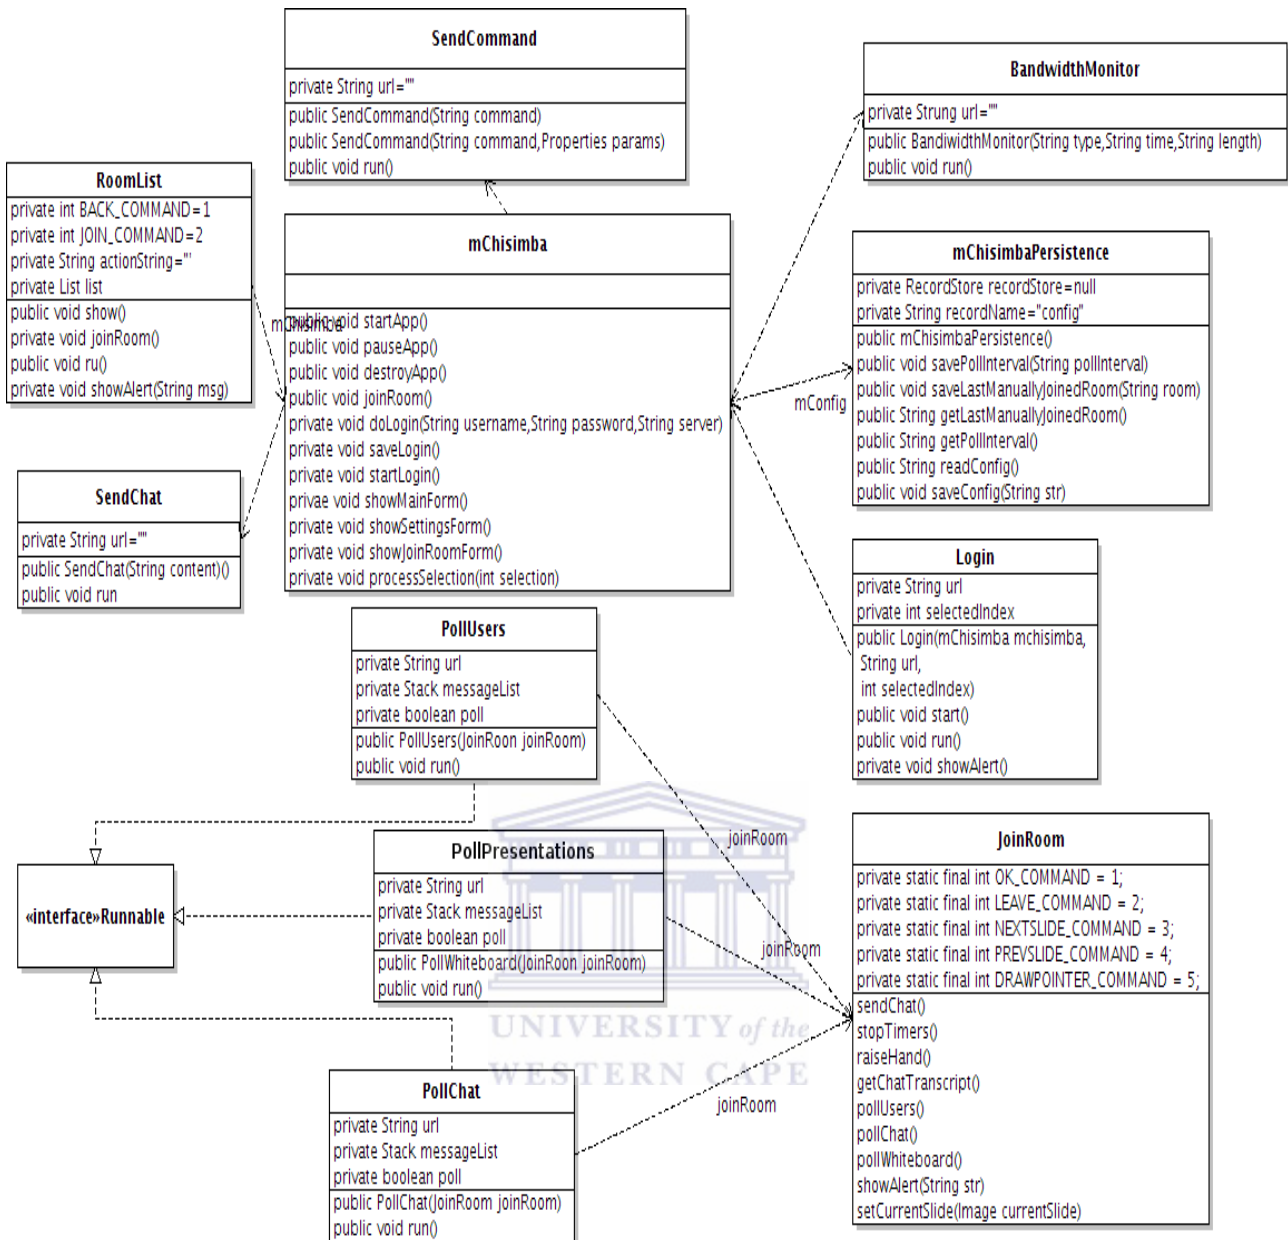 SendCommand
private String url=""
public SendCommand(String command)
public SendCommand(String command,Properties params)
public void run()
BandwidthMonitor
private Strung url=""
public BandiwidthMonitor(String type,String time,String length)
public void run()
RoomList
private int BACK_COMMAND=1
private int JOIN_COMMAND=2
private String actionString="'
private List list
public void show()
private void joinRoom()
public void ru()
private void showAlert(String msg)
mChisimba
mChisimba
public void startApp()
public void pauseApp()
public void destroyApp()
public void joinRoom()
private void doLogin(String username,String password,String server)
private void saveLogin()
private void startLogin()
privae void showMainForm()
private void showSettingsForm()
private void showJoinRoomForm()
private void processSelection(int selection)
mChisimbaPersistence
private RecordStore recordStore=null
private String recordName="config"
public mChisimbaPersistence()
public void savePollInterval(String pollInterval)
public void saveLastManuallyJoinedRoom(String room)
public String getLastManuallyJoinedRoom()
public String getPollInterval()
public String readConfig()
public void saveConfig(String str)
mConfig
SendChat
private String url=""
public SendChat(String content)()
public void run
Login
private String url
private int selectedIndex
public Login(mChisimba mchisimba,
String url,
int selectedIndex)
public void start()
public void run()
private void showAlert()
PollUsers
private String url
private Stack messageList
private boolean poll
public PollUsers(JoinRoon joinRoom)
public void run()
joinRoom
PollPresentations
private String url
private Stack messageList
private boolean poll
public PollWhiteboard(JoinRoon joinRoom)
public void run()
joinRoom
«interface»Runnable
JoinRoom
private static final int OK_COMMAND = 1;
private static final int LEAVE_COMMAND = 2;
private static final int NEXTSLIDE_COMMAND = 3;
private static final int PREVSLIDE_COMMAND = 4;
private static final int DRAWPOINTER_COMMAND = 5;
sendChat()
stopTimers()
raiseHand()
getChatTranscript()
pollUsers()
pollChat()
pollWhiteboard()
showAlert(String str)
setCurrentSlide(Image currentSlide)
UNIVERSITY of the
WESTERN CAPE
PollChat
private String url
private Stack messageList
private boolean poll
public PollChat(JoinRoom joinRoom)
public void run()
joinRoom